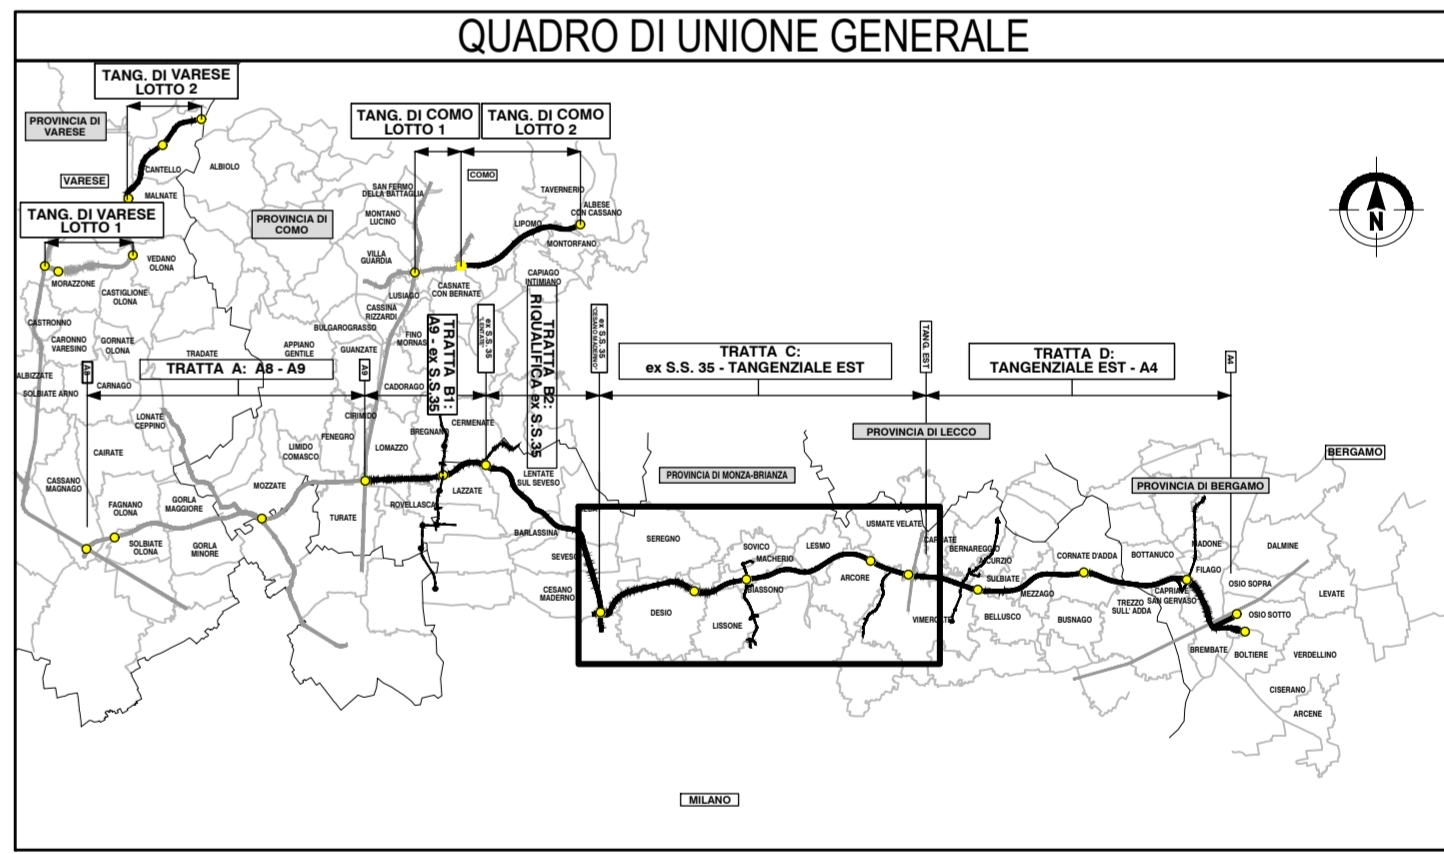 QUADRO DI UNIONE GENERALE
TANG. DI VARESE
LOTTO 2
PROVINCIA DI
VARESE
TANG. DI COMO
LOTTO 1
TANG. DI COMO
LOTTO 2
CANTELLO
ALBIOLO
VARESE
MALNATE
COMO
SAN FERMO
DELLA BATTAGLIA
TAVERNERIO
ALBESE
CON CASSANO
TANG. DI VARESE
LOTTO 1
PROVINCIA DI
COMO
MONTANO
LUCINO
LIPOMO
MONTORFANO
N
VEDANO
OLONA
VILLA
GUARDIA
MORAZZONE
CASTIGLIONE
OLONA
LUSIAGO
CASNATE
CON BERNATE
CAPIAGO
INTIMIANO
CASTRONNO
CASSINA
RIZZARDI
BULGAROGRASSO
CARONNO
VARESINO
GORNATE
OLONA
TRADATE
APPIANO
GENTILE
GUANZATE
FINO
MORNAS
TRATTA B1:
A9 - ex S.S.35
ex S.S. 35
"LENTATE"
TRATTA B2:
RIQUALIFICA ex S.S.35
ex S.S. 35
"CESANO MADERNO"
TANG. EST
A4
TRATTA C:
ex S.S. 35 - TANGENZIALE EST
TRATTA D:
TANGENZIALE EST - A4
ALBIZZATE
SOLBIATE ARNO
CARNAGO
A8
TRATTA A: A8 - A9
A9
CADORAGO
LONATE
CEPPINO
CIRIMIDO
FENEGRO
LOMAZZO
BREGNANO
CERMENATE
CAIRATE
LIMIDO
COMASCO
PROVINCIA DI LECCO
BERGAMO
CASSANO
MAGNAGO
MOZZATE
LAZZATE
LENTATE
SUL SEVESO
PROVINCIA DI MONZA-BRIANZA
PROVINCIA DI BERGAMO
FAGNANO
OLONA
GORLA
MAGGIORE
TURATE
ROVELLASCA
SOLBIATE
OLONA
GORLA
MINORE
BARLASSINA
SEVESO
CESANO
MADERNO
SEREGNO
SOVICO
MACHERIO
LESMO
USMATE VELATE
CARNATE
BERNAREGGIO
AICURZIO
SULBIATE
CORNATE D'ADDA
BOTTANUCO
MADONE
FILAGO
DALMINE
OSIO SOPRA
DESIO
BIASSONO
LISSONE
ARCORE
VIMERCATE
BELLUSCO
MEZZAGO
BUSNAGO
TREZZO
SULL' ADDA
CAPRIATE
SAN GERVASO
LEVATE
OSIO SOTTO
BREMBATE
BOLTIERE
VERDELLINO
CISERANO
ARCENE
MILANO